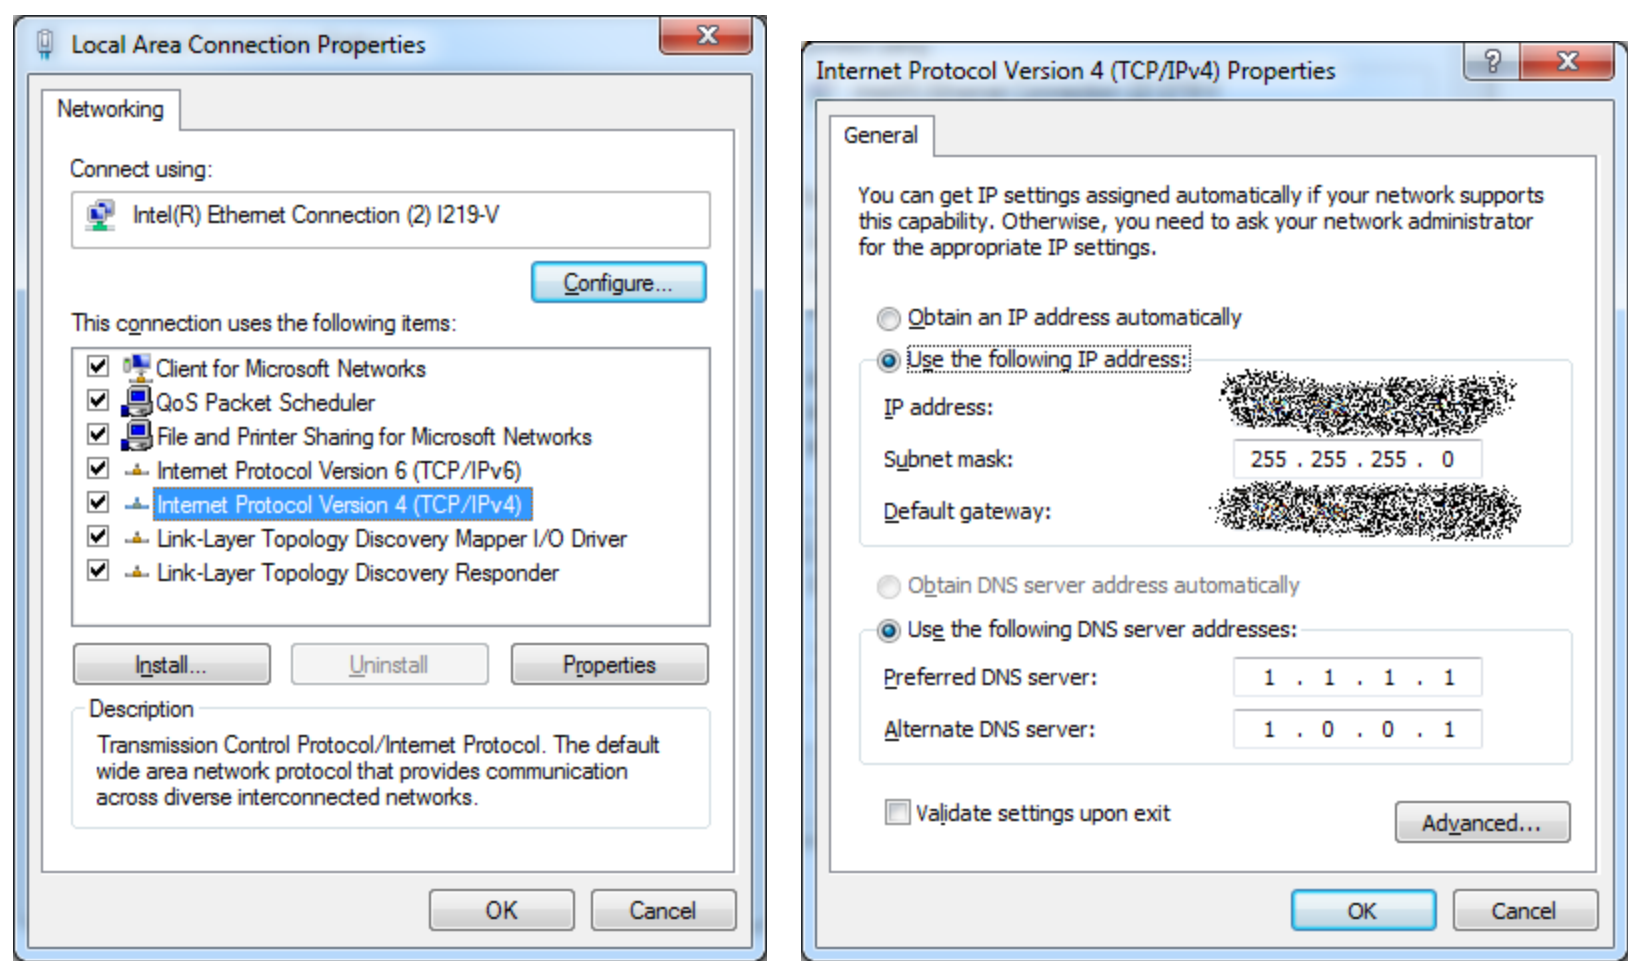 Local Area Connection Properties
Networking
Connect using:
Intel(R) Ethernet Connection (2) I219-V
Configure...
This connection uses the following items:
Client for Microsoft Networks
QoS Packet Scheduler
File and Printer Sharing for Microsoft Networks
Internet Protocol Version 6 (TCP/IPv6)
Internet Protocol Version 4 (TCP/IPv4)
Link-Layer Topology Discovery Mapper I/O Driver
Link-Layer Topology Discovery Responder
Install...
Uninstall
Properties
Description
Transmission Control Protocol/Internet Protocol. The default
wide area network protocol that provides communication
across diverse interconnected networks.
OK
Cancel
Internet Protocol Version 4 (TCP/IPv4) Properties
?
General
You can get IP settings assigned automatically if your network supports
this capability. Otherwise, you need to ask your network administrator
for the appropriate IP settings.
Obtain an IP address automatically
Use the following IP address:
IP address:
Subnet mask: 255 . 255 . 255 . 0
Default gateway:
Obtain DNS server address automatically
Use the following DNS server addresses:
Preferred DNS server: 1 . 1 . 1 . 1
Alternate DNS server: 1 . 0 . 0 . 1
Validate settings upon exit
Advanced...
OK
Cancel